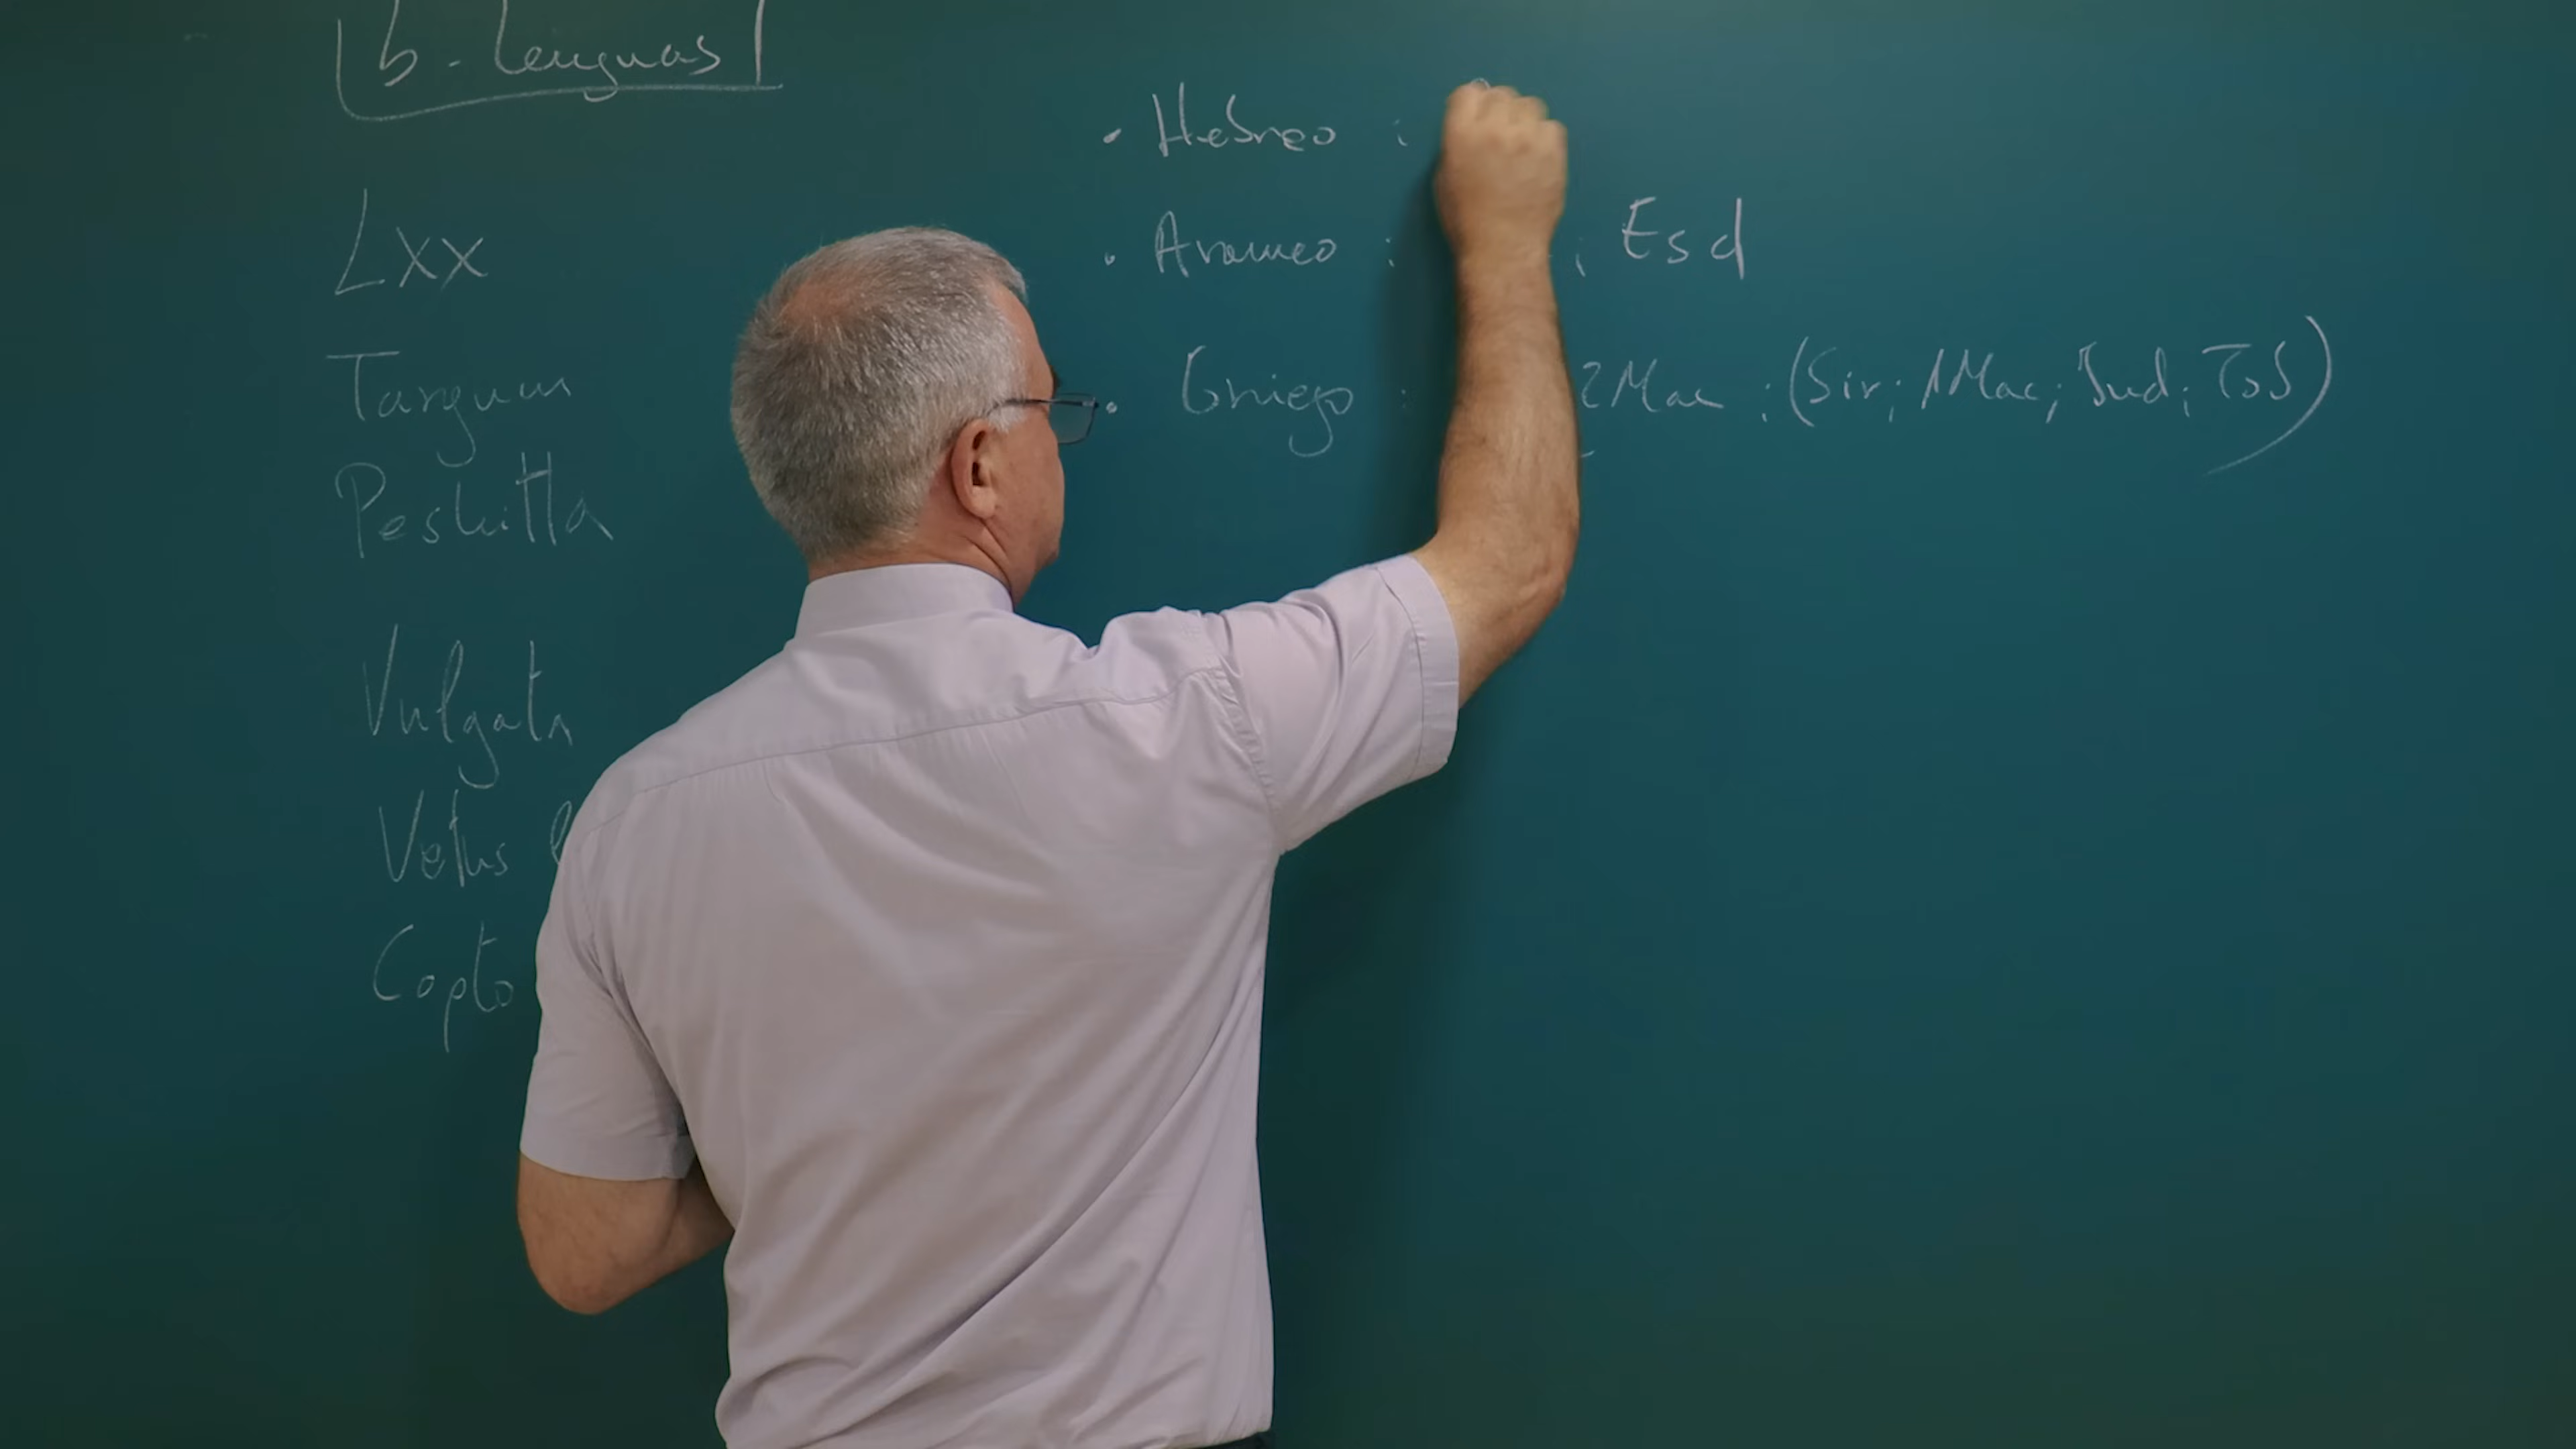 b. Lenguas
LXX
Targum
Peshitta
Vulgata
Vetus
Copto
• Hebreo :
• Arameo : ; Esd
• Griego : 2Mac ; (Sir; 1Mac; Jud; Tob)